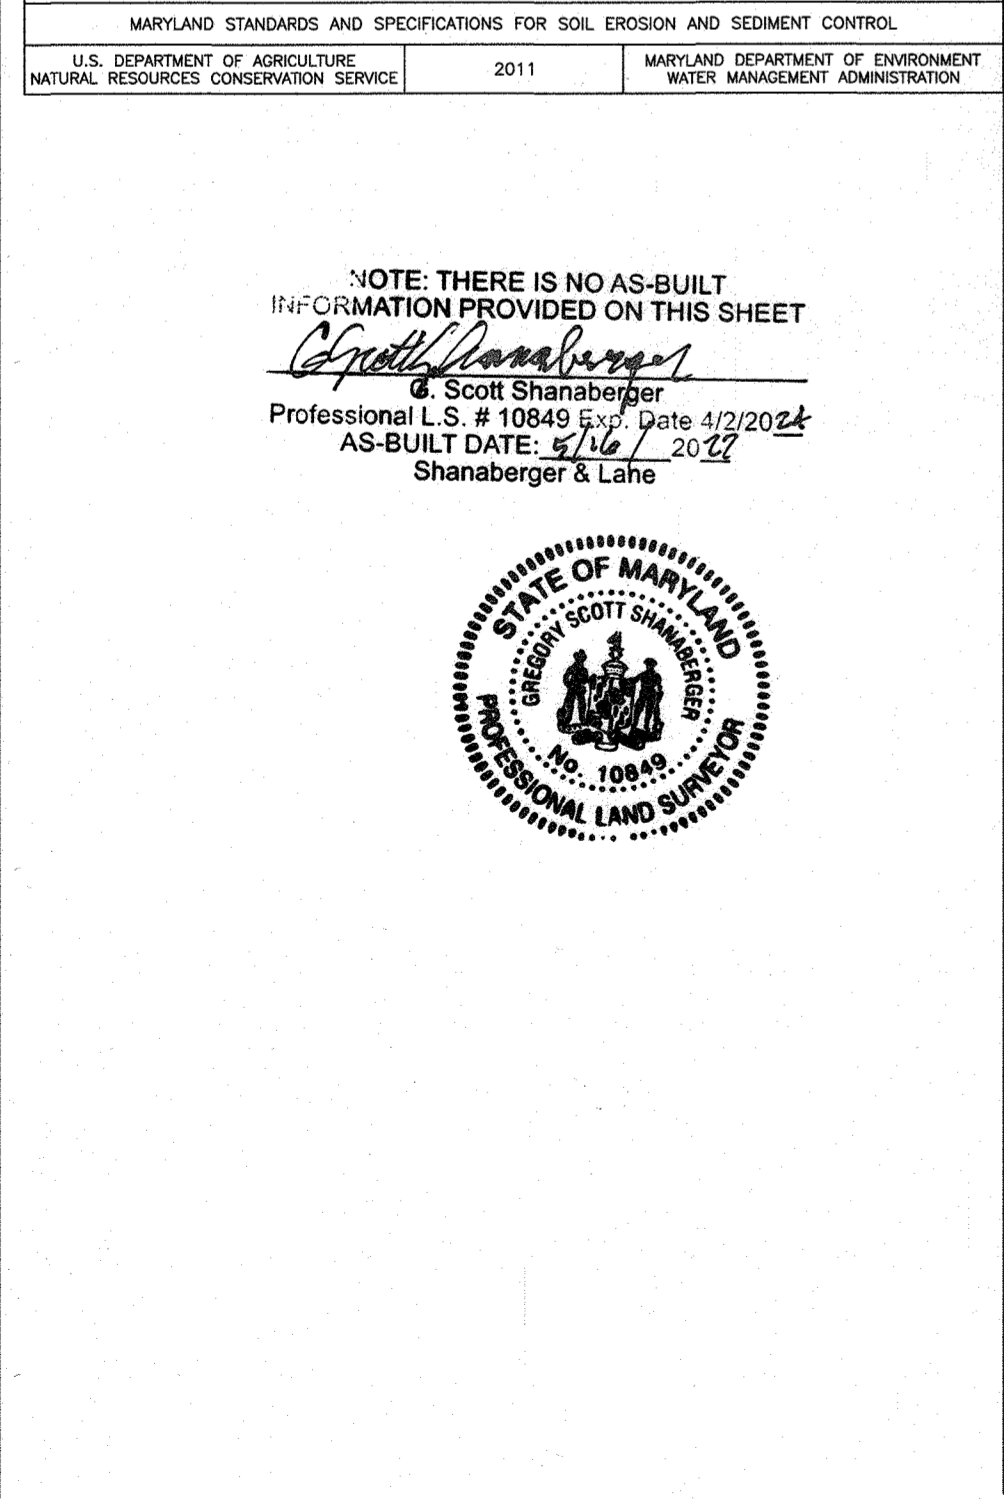 MARYLAND STANDARDS AND SPECIFICATIONS FOR SOIL EROSION AND SEDIMENT CONTROL
U.S. DEPARTMENT OF AGRICULTURE
NATURAL RESOURCES CONSERVATION SERVICE
2011
MARYLAND DEPARTMENT OF ENVIRONMENT
WATER MANAGEMENT ADMINISTRATION
NOTE: THERE IS NO AS-BUILT
INFORMATION PROVIDED ON THIS SHEET
G Scott Shanaberger
G. Scott Shanaberger
Professional L.S. # 10849 Exp. Date 4/2/2024
AS-BUILT DATE: 5/16/ 2022
Shanaberger & Lane
STATE OF MARYLAND
GREGORY SCOTT SHANABERGER
No. 10849
PROFESSIONAL LAND SURVEYOR